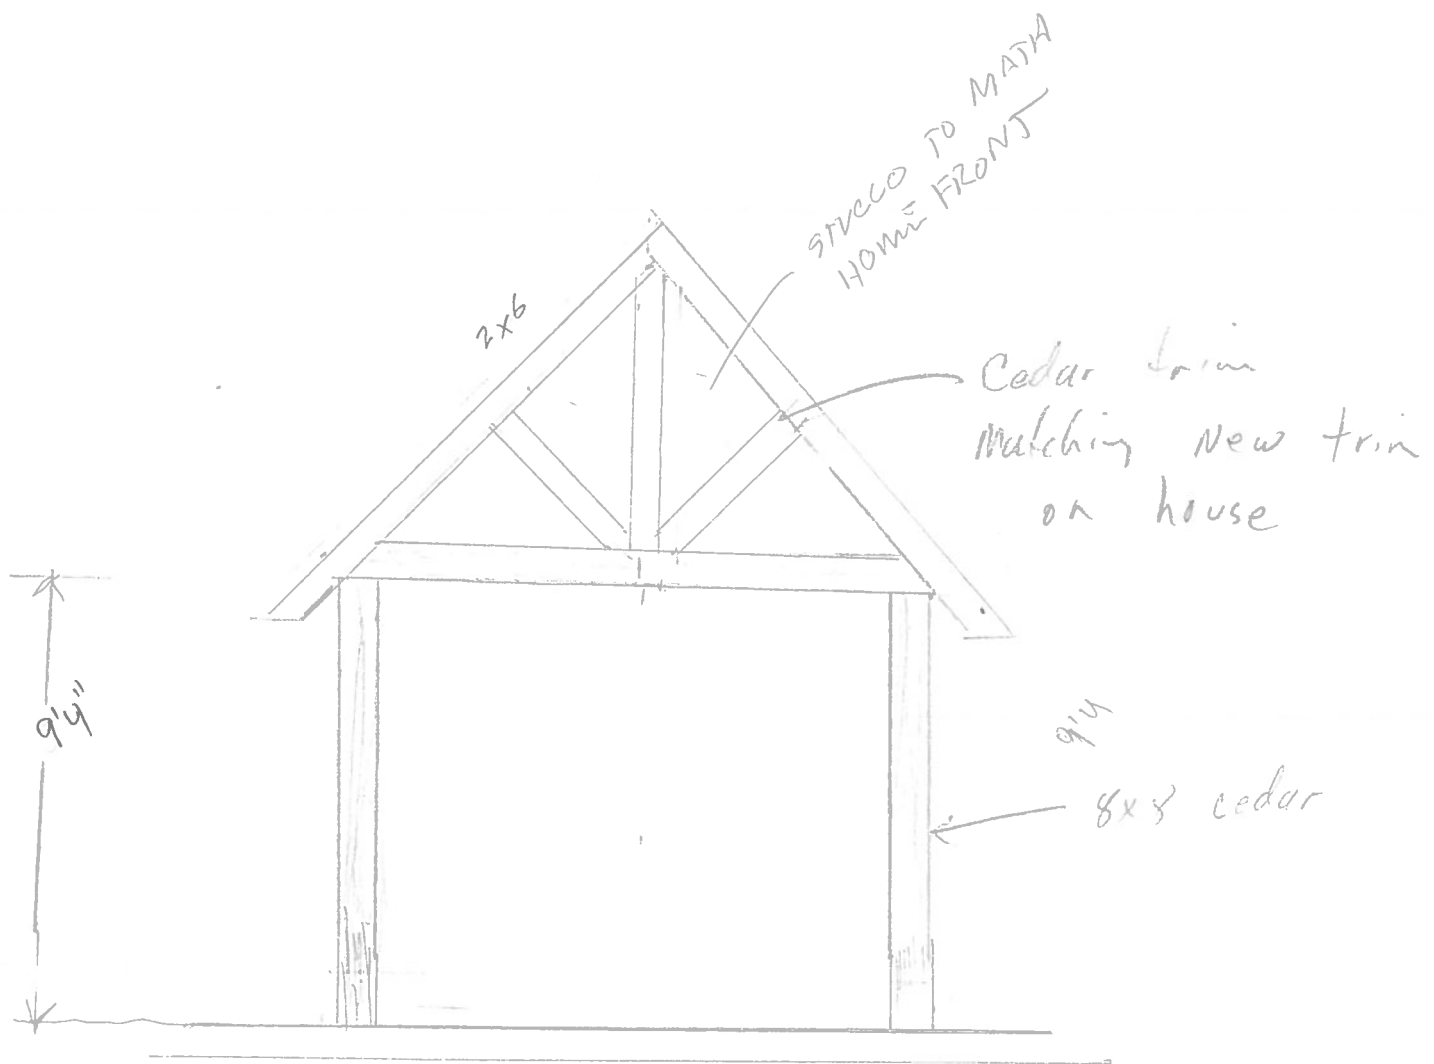 STUCCO TO MATH
HOME FRONT
2x6
Cedar trim
Matching New trim
on house
9'4"
9'4
8x8 cedar